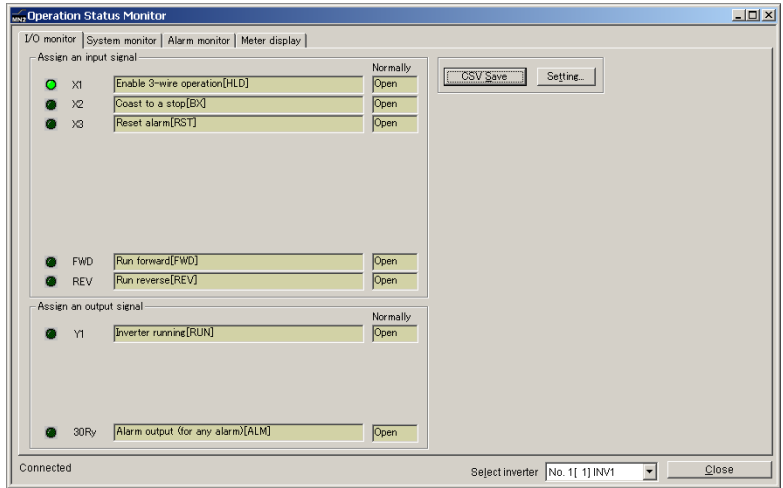 MN2 Operation Status Monitor
I/O monitor System monitor Alarm monitor Meter display
Assign an input signal
Normally
X1 Enable 3-wire operation[HLD] Open
X2 Coast to a stop[BX] Open
X3 Reset alarm[RST] Open
FWD Run forward[FWD] Open
REV Run reverse[REV] Open
Assign an output signal
Normally
Y1 Inverter running[RUN] Open
30Ry Alarm output (for any alarm)[ALM] Open
CSV Save Setting...
Connected
Select inverter No. 1[ 1] INV1 Close